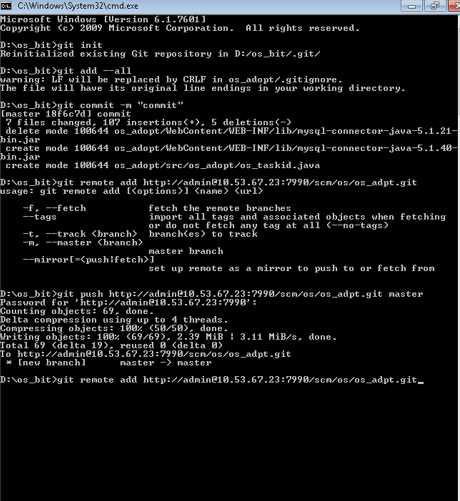 C:\Windows\System32\cmd.exe
Microsoft Windows [Version 6.1.7601]
Copyright (c) 2009 Microsoft Corporation.  All rights reserved.
D:\os_bit>git init
Reinitialized existing Git repository in D:/os_bit/.git/
D:\os_bit>git add --all
warning: LF will be replaced by CRLF in os_adopt/.gitignore.
The file will have its original line endings in your working directory.
D:\os_bit>git commit -m "commit"
[master 18f6c7d] commit
 7 files changed, 107 insertions(+), 5 deletions(-)
 delete mode 100644 os_adopt/WebContent/WEB-INF/lib/mysql-connector-java-5.1.21-
bin.jar
 create mode 100644 os_adopt/WebContent/WEB-INF/lib/mysql-connector-java-5.1.40-
bin.jar
 create mode 100644 os_adopt/src/os_adopt/os_taskid.java
D:\os_bit>git remote add http://admin@10.53.67.23:7990/scm/os/os_adpt.git
usage: git remote add [<options>] <name> <url>
    -f, --fetch           fetch the remote branches
    --tags                import all tags and associated objects when fetching
                          or do not fetch any tag at all (--no-tags)
    -t, --track <branch>  branch(es) to track
    -m, --master <branch>
                          master branch
    --mirror[=<push|fetch>]
                          set up remote as a mirror to push to or fetch from
D:\os_bit>git push http://admin@10.53.67.23:7990/scm/os/os_adpt.git master
Password for 'http://admin@10.53.67.23:7990':
Counting objects: 69, done.
Delta compression using up to 4 threads.
Compressing objects: 100% (50/50), done.
Writing objects: 100% (69/69), 2.39 MiB | 3.11 MiB/s, done.
Total 69 (delta 19), reused 0 (delta 0)
To http://admin@10.53.67.23:7990/scm/os/os_adpt.git
 * [new branch]      master -> master
D:\os_bit>git remote add http://admin@10.53.67.23:7990/scm/os/os_adpt.git_